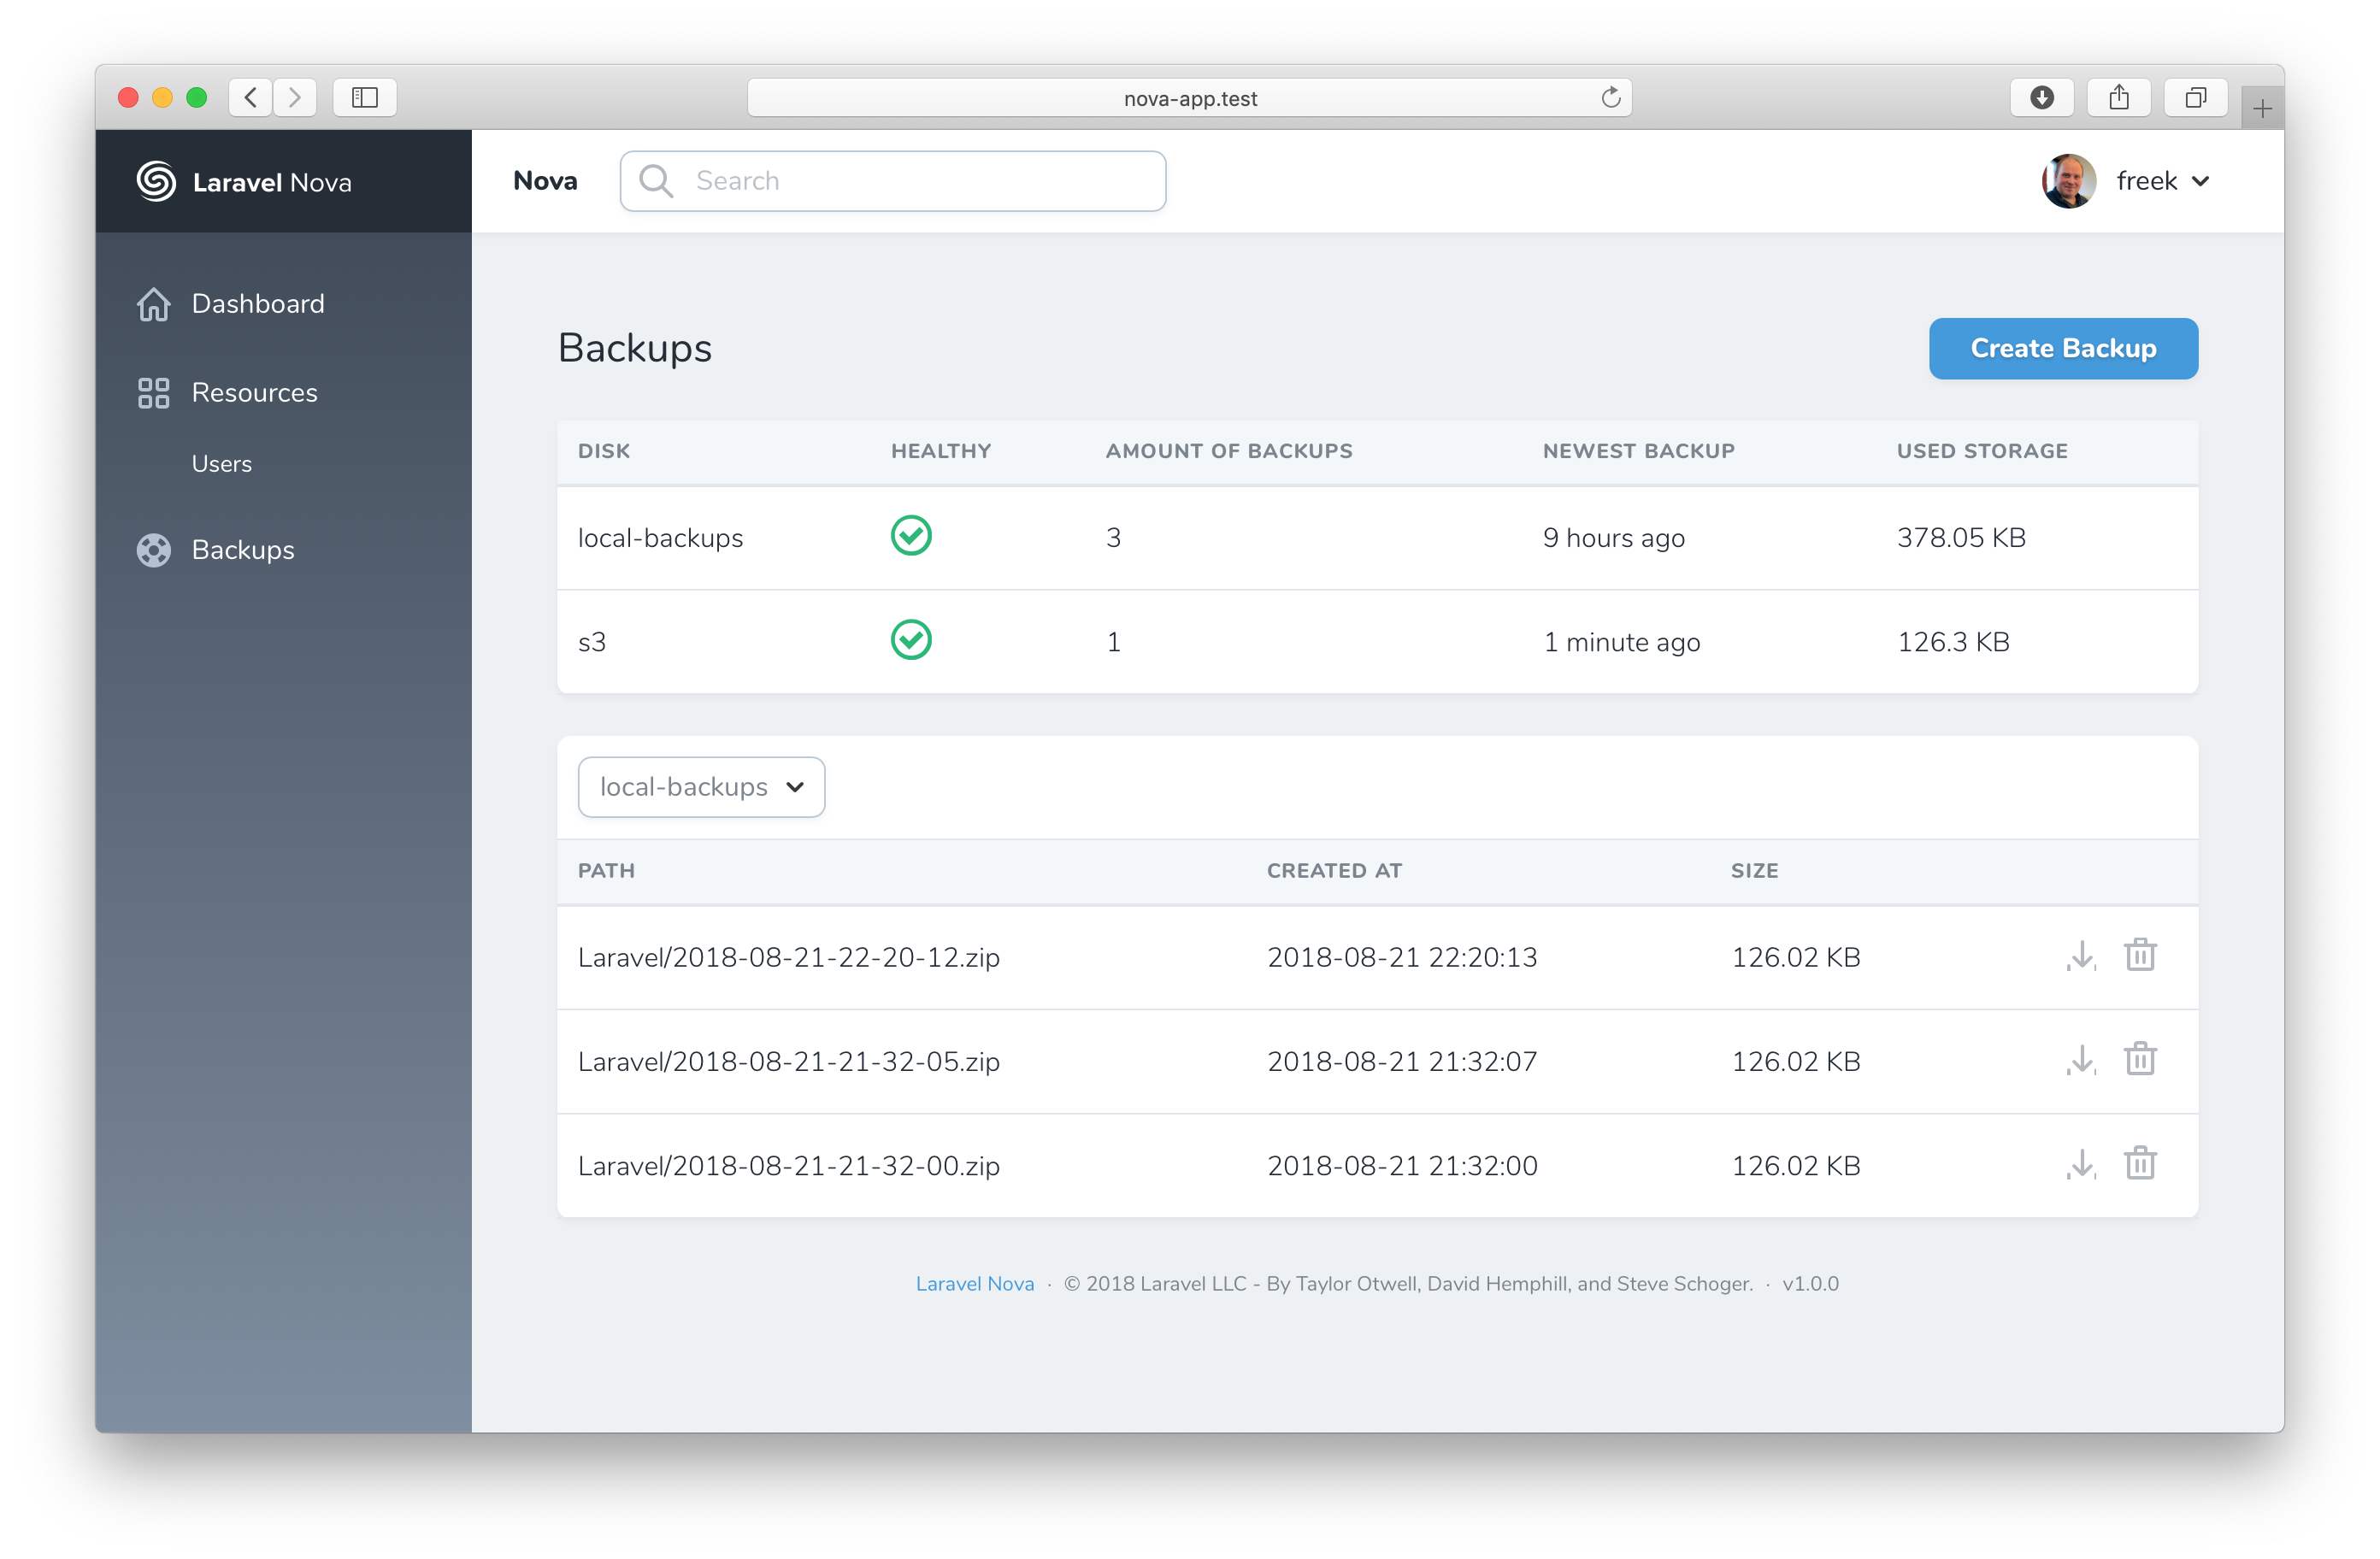 nova-app.test
Laravel Nova
Nova
Search
freek
Dashboard
Resources
Users
Backups
Backups
Create Backup
DISK HEALTHY AMOUNT OF BACKUPS NEWEST BACKUP USED STORAGE
local-backups 3 9 hours ago 378.05 KB
s3 1 1 minute ago 126.3 KB
local-backups
PATH CREATED AT SIZE
Laravel/2018-08-21-22-20-12.zip 2018-08-21 22:20:13 126.02 KB
Laravel/2018-08-21-21-32-05.zip 2018-08-21 21:32:07 126.02 KB
Laravel/2018-08-21-21-32-00.zip 2018-08-21 21:32:00 126.02 KB
Laravel Nova · © 2018 Laravel LLC - By Taylor Otwell, David Hemphill, and Steve Schoger. · v1.0.0